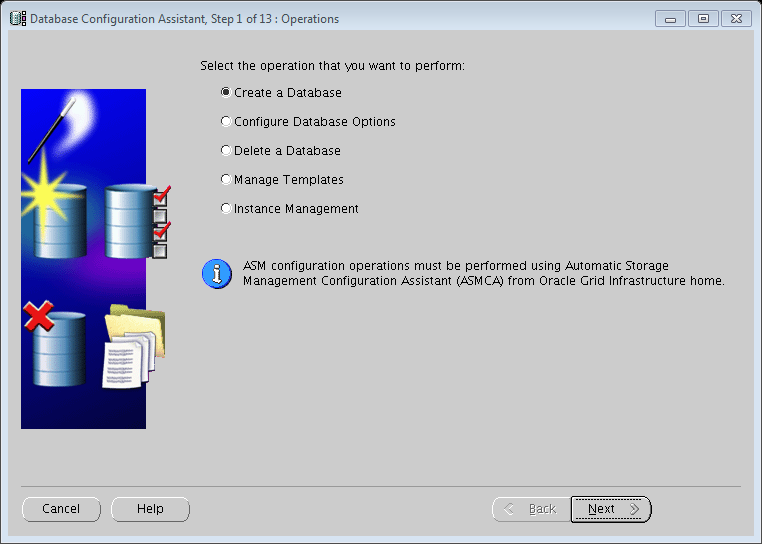 Database Configuration Assistant, Step 1 of 13 : Operations
Select the operation that you want to perform:
Create a Database
Configure Database Options
Delete a Database
Manage Templates
Instance Management
ASM configuration operations must be performed using Automatic Storage
Management Configuration Assistant (ASMCA) from Oracle Grid Infrastructure home.
Cancel
Help
Back
Next